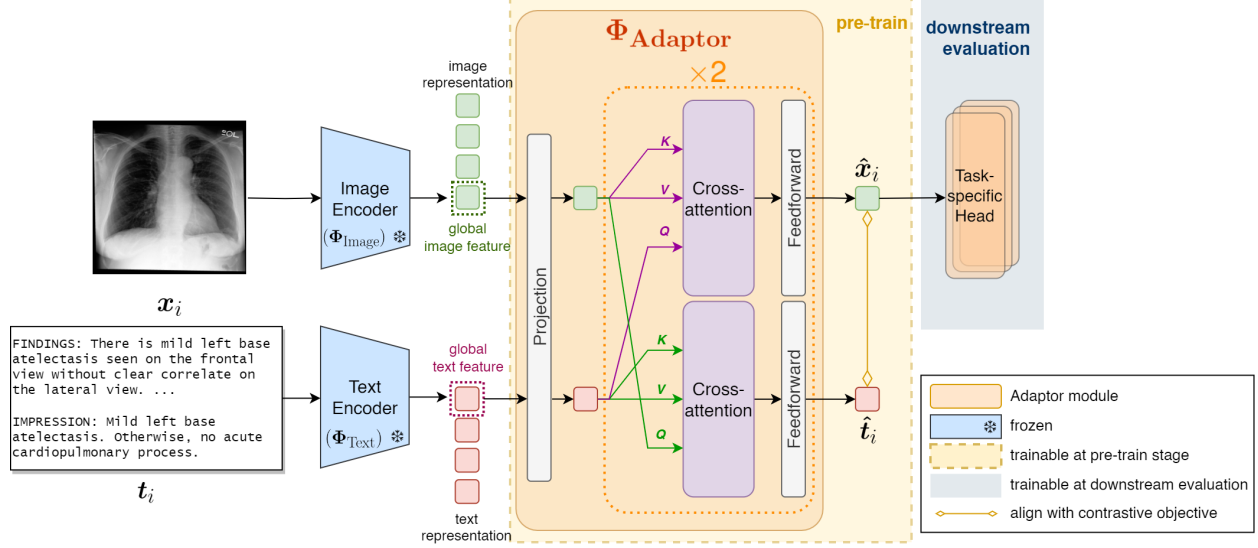 pre-train
downstream
evaluation
Φ_Adaptor
×2
image
representation
Image
Encoder
(Φ_Image) ❄
global
image feature
Projection
K
V
Q
Cross-
attention
Feedforward
x̂_i
Task-
specific
Head
x_i
FINDINGS: There is mild left base
atelectasis seen on the frontal
view without clear correlate on
the lateral view. ...
IMPRESSION: Mild left base
atelectasis. Otherwise, no acute
cardiopulmonary process.
t_i
Text
Encoder
(Φ_Text) ❄
global
text feature
text
representation
K
V
Q
Cross-
attention
Feedforward
t̂_i
Adaptor module
❄ frozen
trainable at pre-train stage
trainable at downstream evaluation
align with contrastive objective